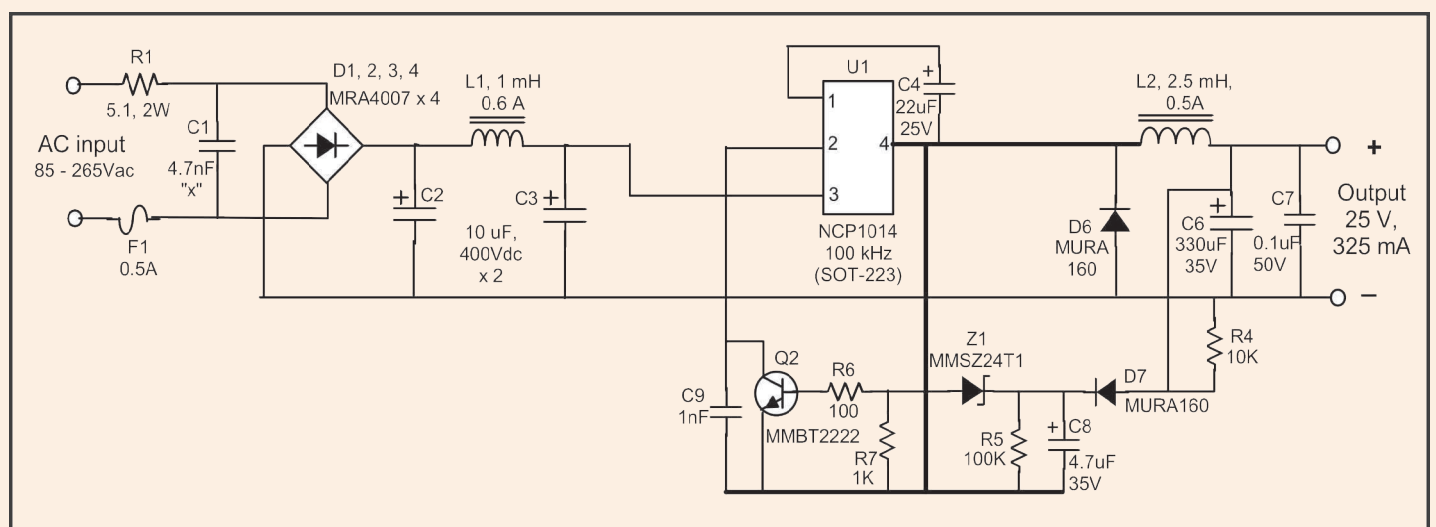 R1
5.1, 2W
AC input
85 - 265Vac
C1
4.7nF
"x"
F1
0.5A
D1, 2, 3, 4
MRA4007 x 4
L1, 1 mH
0.6 A
+
C2
C3
+
10 uF,
400Vdc
x 2
U1
1
2
3
4
NCP1014
100 kHz
(SOT-223)
+
C4
22uF
25V
L2, 2.5 mH,
0.5A
D6
MURA
160
+
C6
330uF
35V
C7
0.1uF
50V
+
Output
25 V,
325 mA
−
R4
10K
Z1
MMSZ24T1
D7
MURA160
Q2
MMBT2222
R6
100
C9
1nF
R7
1K
R5
100K
+
C8
4.7uF
35V